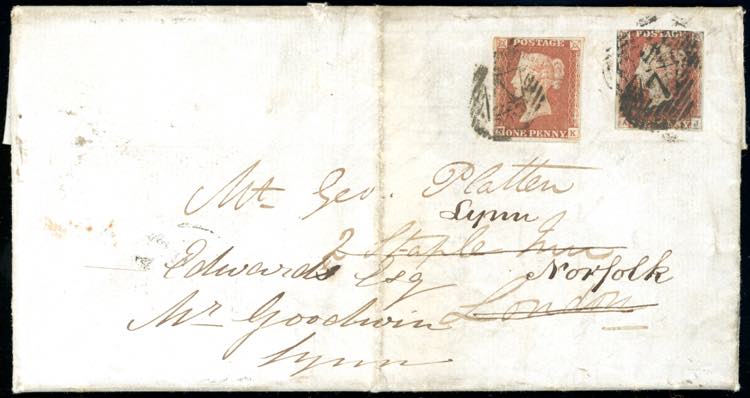 POSTAGE
ONE PENNY
K
POSTAGE
J
Mr. Geo. Platten
Lynn
2 Staple Inn
Edwards Esq
Norfolk
Mr Goodwin
London
Lynn